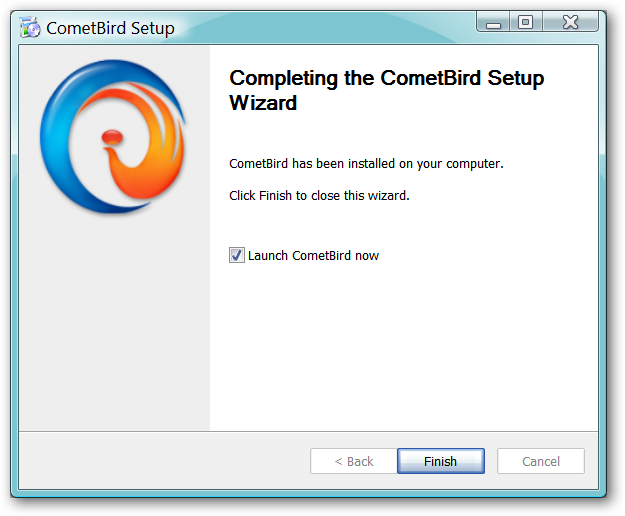 CometBird Setup
Completing the CometBird Setup
Wizard
CometBird has been installed on your computer.
Click Finish to close this wizard.
Launch CometBird now
< Back
Finish
Cancel